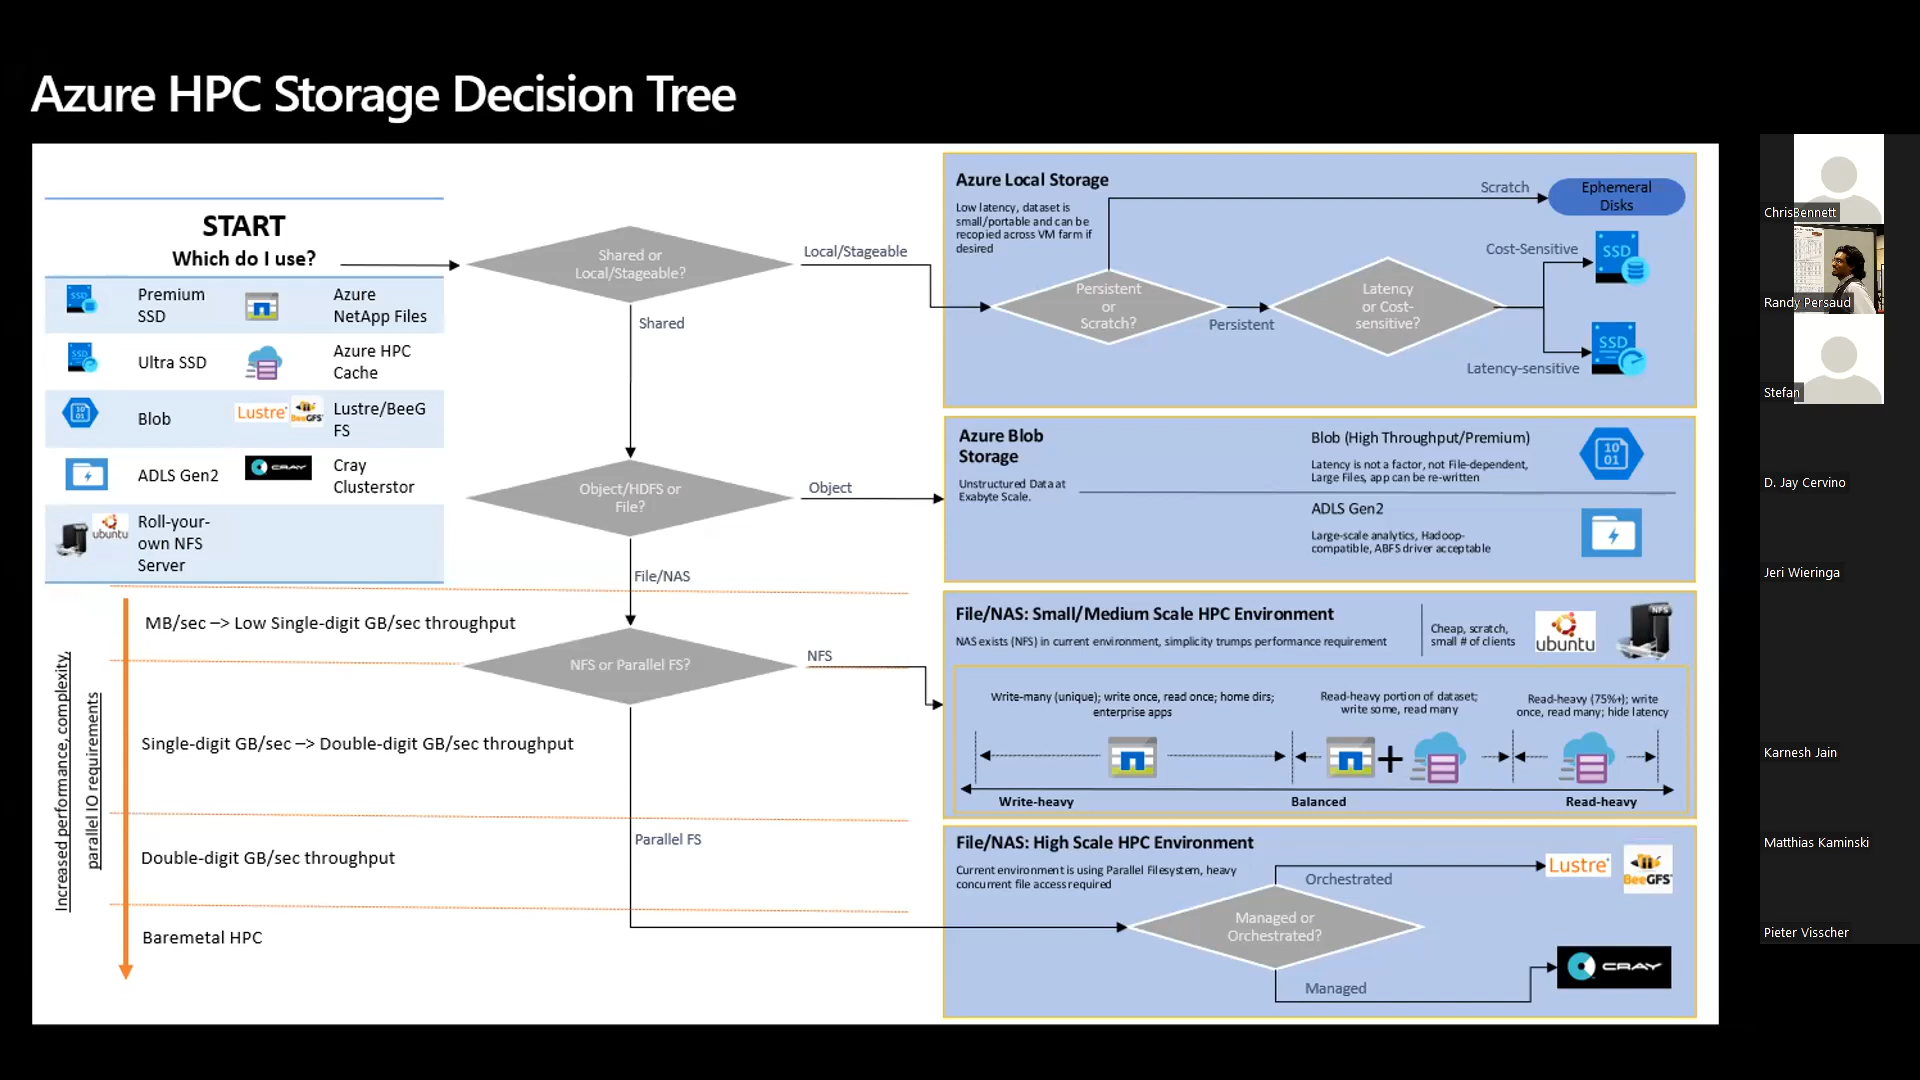 Azure HPC Storage Decision Tree
START
Which do I use?
Premium
SSD
Azure
NetApp Files
Ultra SSD
Azure HPC
Cache
Blob
Lustre
BeeGFS
Lustre/BeeG
FS
ADLS Gen2
CRAY
Cray
Clusterstor
ubuntu
Roll-your-
own NFS
Server
Increased performance, complexity,
parallel IO requirements
MB/sec –> Low Single-digit GB/sec throughput
Single-digit GB/sec –> Double-digit GB/sec throughput
Double-digit GB/sec throughput
Baremetal HPC
Shared or
Local/Stageable?
Local/Stageable
Shared
Object/HDFS or
File?
Object
File/NAS
NFS or Parallel FS?
NFS
Parallel FS
Azure Local Storage
Low latency, dataset is
small/portable and can be
recopied across VM farm if
desired
Scratch
Ephemeral
Disks
Persistent
or
Scratch?
Persistent
Latency
or Cost-
sensitive?
Cost-Sensitive
SSD
Latency-sensitive
SSD
Azure Blob
Storage
Unstructured Data at
Exabyte Scale.
Blob (High Throughput/Premium)
Latency is not a factor, not File-dependent,
Large Files, app can be re-written
10
01
ADLS Gen2
Large-scale analytics, Hadoop-
compatible, ABFS driver acceptable
File/NAS: Small/Medium Scale HPC Environment
NAS exists (NFS) in current environment, simplicity trumps performance requirement
Cheap, scratch,
small # of clients
ubuntu
NFS
Write-many (unique); write once, read once; home dirs;
enterprise apps
Read-heavy portion of dataset;
write some, read many
Read-heavy (75%+); write
once, read many; hide latency
+
Write-heavy
Balanced
Read-heavy
File/NAS: High Scale HPC Environment
Current environment is using Parallel Filesystem, heavy
concurrent file access required
Orchestrated
Lustre
BeeGFS
Managed or
Orchestrated?
Managed
CRAY
ChrisBennett
Randy Persaud
Stefan
D. Jay Cervino
Jeri Wieringa
Karnesh Jain
Matthias Kaminski
Pieter Visscher